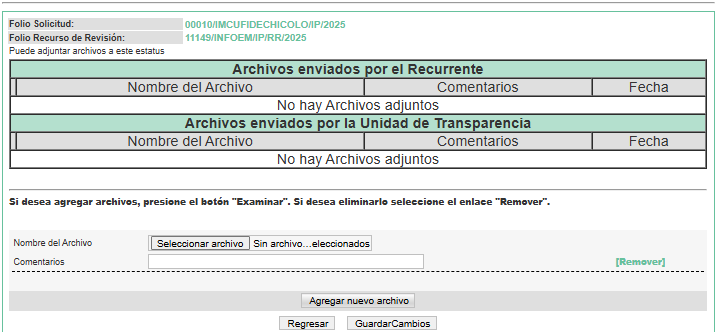 Folio Solicitud: 00010/IMCUFIDECHICOLO/IP/2025
Folio Recurso de Revisión: 11149/INFOEM/IP/RR/2025
Puede adjuntar archivos a este estatus
Archivos enviados por el Recurrente
Nombre del Archivo Comentarios Fecha
No hay Archivos adjuntos
Archivos enviados por la Unidad de Transparencia
Nombre del Archivo Comentarios Fecha
No hay Archivos adjuntos
Si desea agregar archivos, presione el botón "Examinar". Si desea eliminarlo seleccione el enlace "Remover".
Nombre del Archivo Seleccionar archivo Sin archivo...eleccionados
Comentarios [Remover]
Agregar nuevo archivo
Regresar GuardarCambios